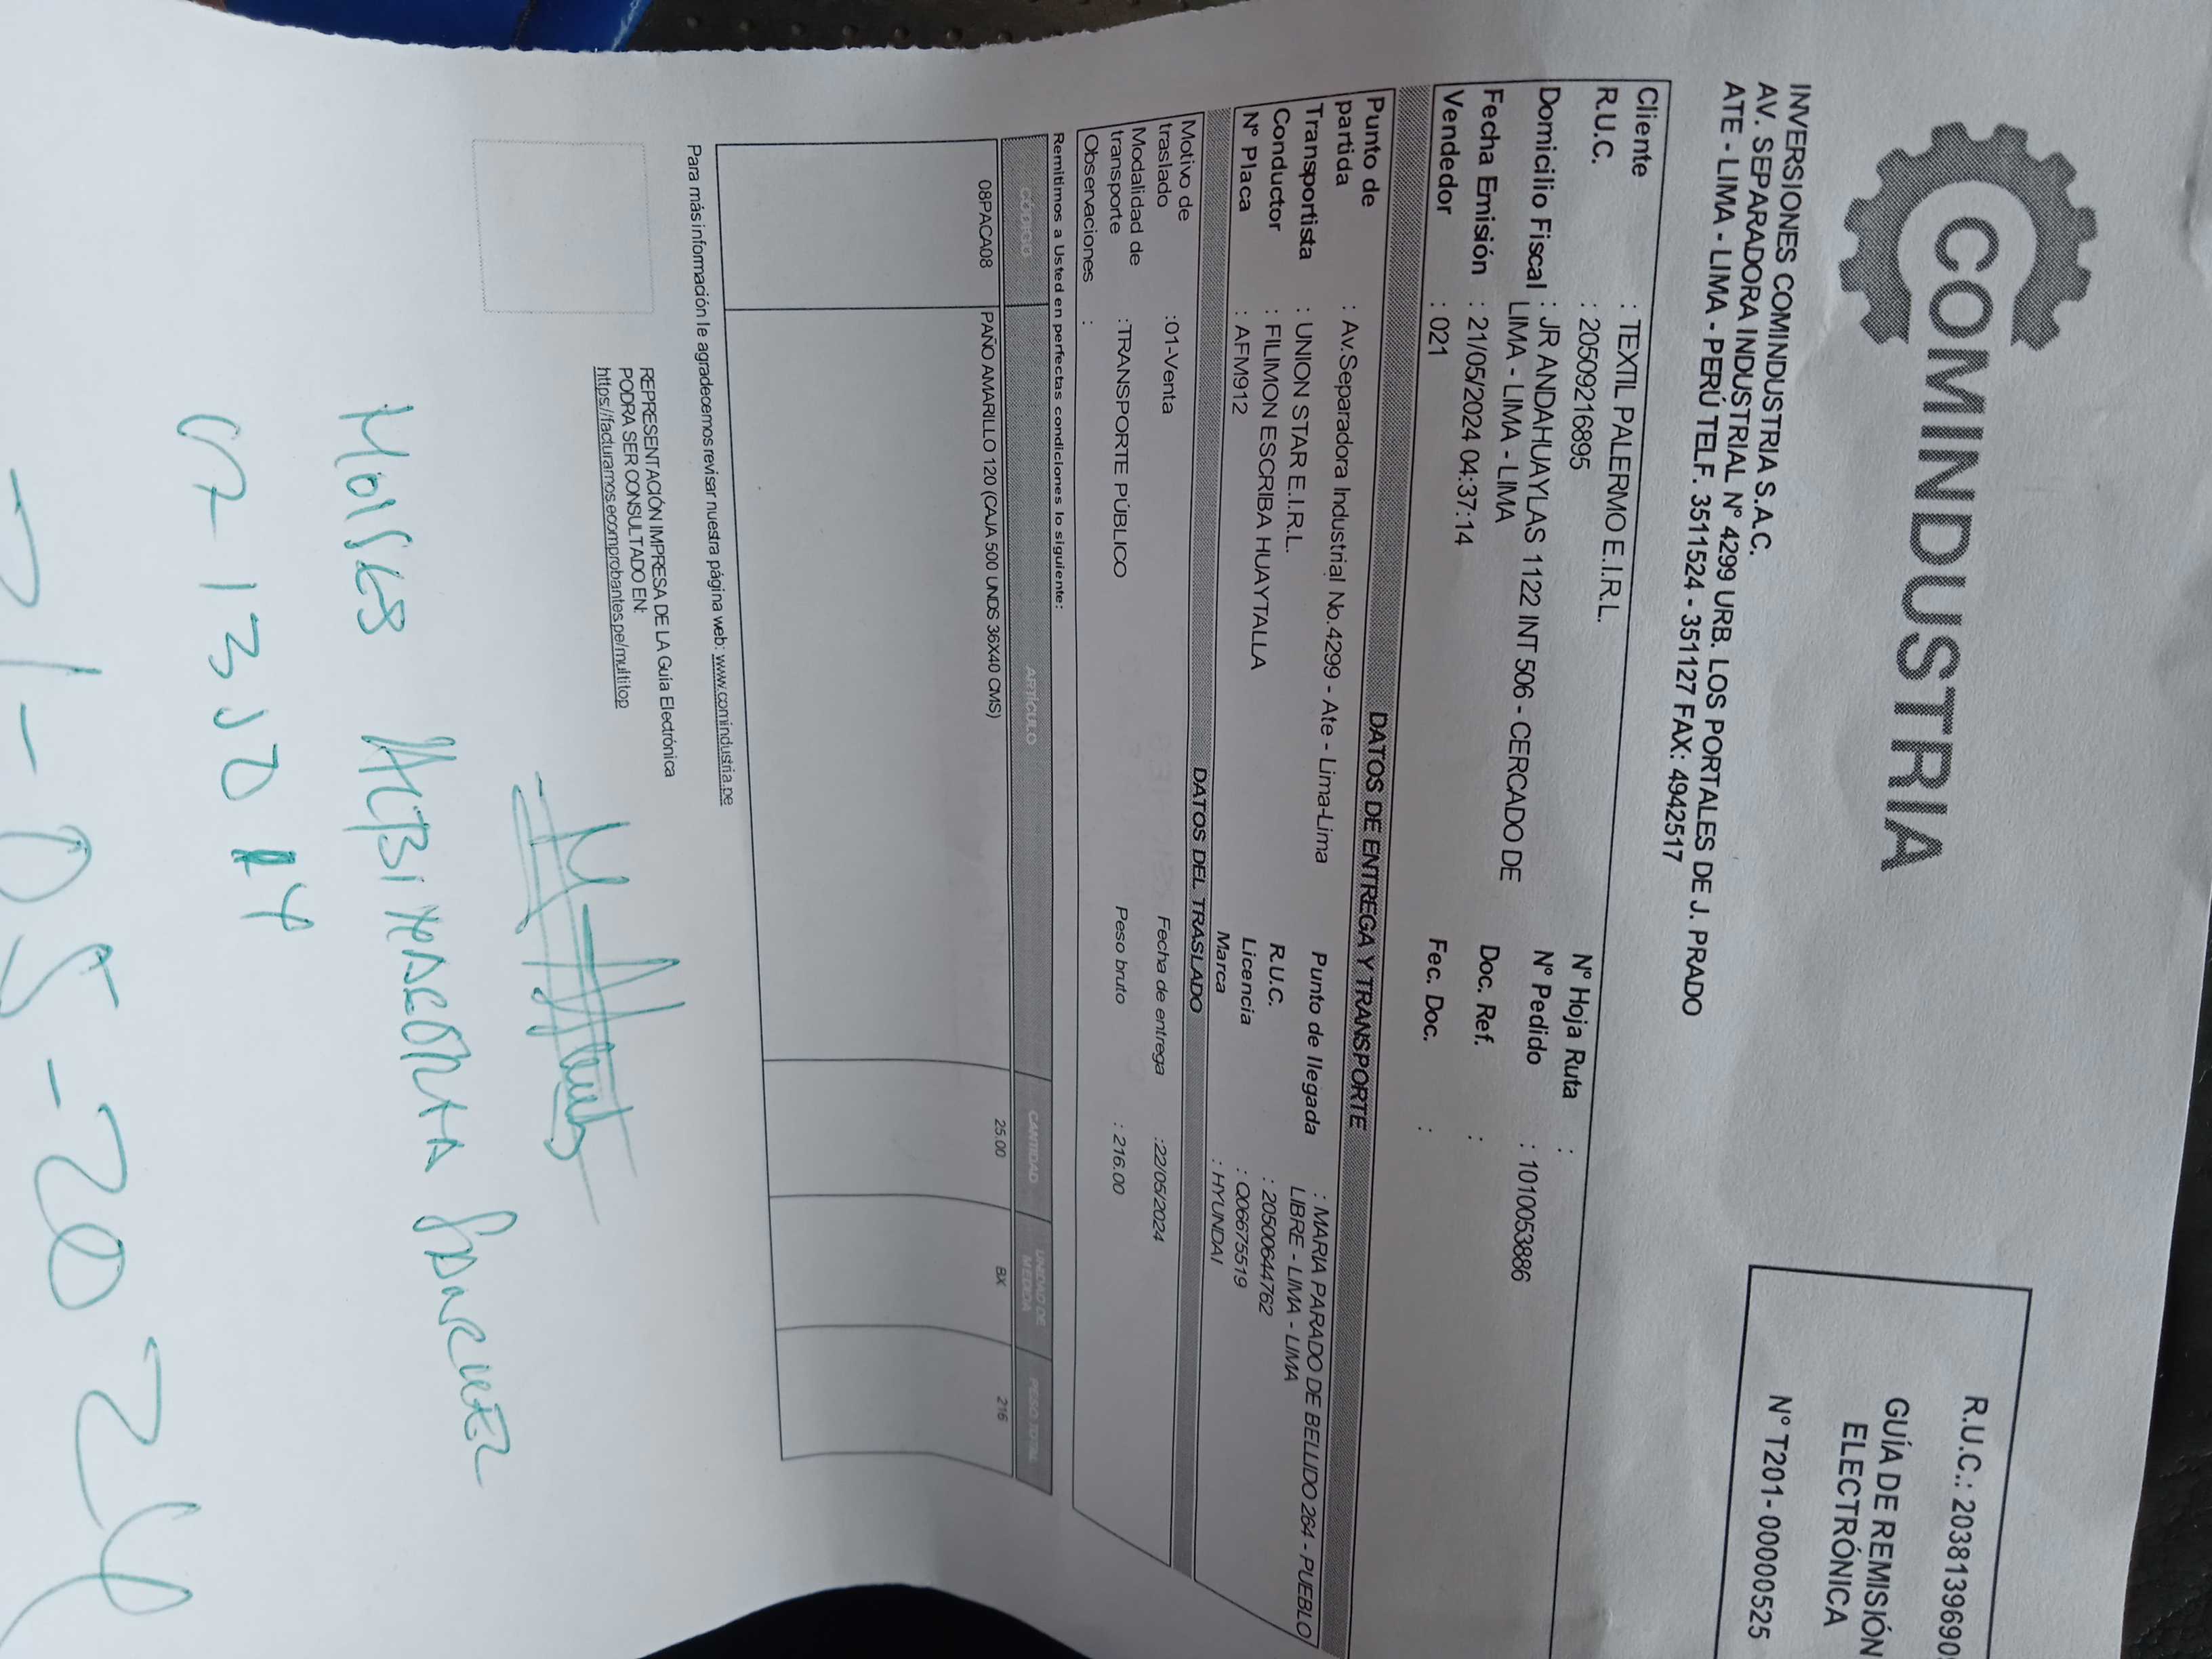 COMINDUSTRIA
INVERSIONES COMINDUSTRIA S.A.C.
AV. SEPARADORA INDUSTRIAL N° 4299 URB. LOS PORTALES DE J. PRADO
ATE - LIMA - LIMA - PERÚ TELF. 3511524 - 351127 FAX: 4942517
R.U.C.: 2038139690
GUÍA DE REMISIÓN
ELECTRÓNICA
N° T201- 00000525
Cliente : TEXTIL PALERMO E.I.R.L.
R.U.C. : 20509216895
Domicilio Fiscal : JR ANDAHUAYLAS 1122 INT 506 - CERCADO DE
LIMA - LIMA - LIMA
Fecha Emisión : 21/05/2024 04:37:14
Vendedor : 021
N° Hoja Ruta :
N° Pedido : 1010053886
Doc. Ref. :
Fec. Doc. :
DATOS DE ENTREGA Y TRANSPORTE
Punto de partida : Av.Separadora Industrial No.4299 - Ate - Lima-Lima
Transportista : UNION STAR E.I.R.L.
Conductor : FILIMON ESCRIBA HUAYTALLA
N° Placa : AFM912
Punto de llegada : MARIA PARADO DE BELLIDO 264 - PUEBLO
LIBRE - LIMA - LIMA
R.U.C. : 20500644762
Licencia : Q06675519
Marca : HYUNDAI
DATOS DEL TRASLADO
Motivo de traslado :01-Venta
Modalidad de transporte :TRANSPORTE PÚBLICO
Observaciones :
Fecha de entrega :22/05/2024
Peso bruto : 216.00
Remitimos a Usted en perfectas condiciones lo siguiente:
CÓDIGO ARTÍCULO CANTIDAD UNIDAD DE MEDIDA PESO TOTAL
08PACA08 PAÑO AMARILLO 120 (CAJA 500 UNDS 36X40 CMS) 25.00 BX 216
Para más información le agradecemos revisar nuestra página web: www.comindustria.pe
REPRESENTACIÓN IMPRESA DE LA Guía Electrónica
PODRA SER CONSULTADO EN:
https://facturamos.ecomprobantes.pe/multitop
MOISES